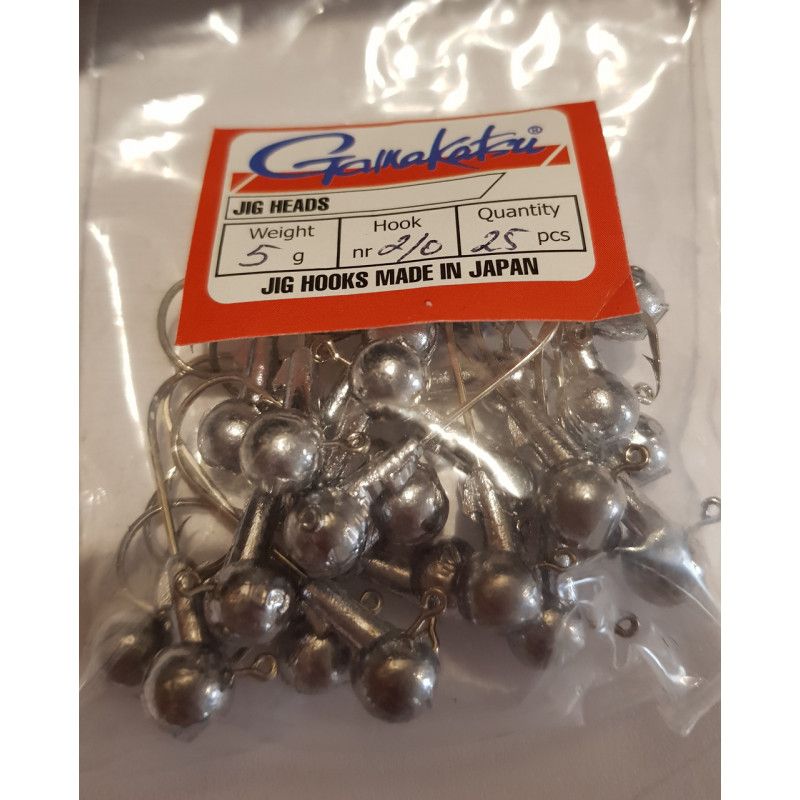 Gamakatsu®
JIG HEADS
Weight Hook Quantity
5 g nr 2/0 25 pcs
JIG HOOKS MADE IN JAPAN